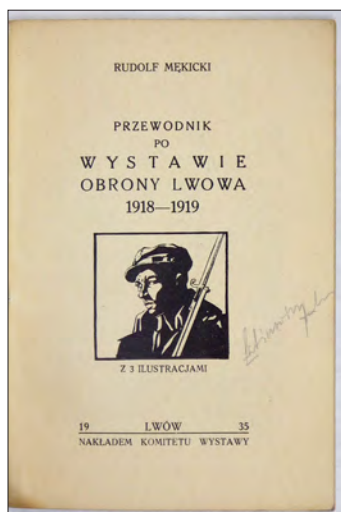 RUDOLF MĘKICKI
PRZEWODNIK
PO
WYSTAWIE
OBRONY LWOWA
1918—1919
Z 3 ILUSTRACJAMI
19 LWÓW 35
NAKŁADEM KOMITETU WYSTAWY